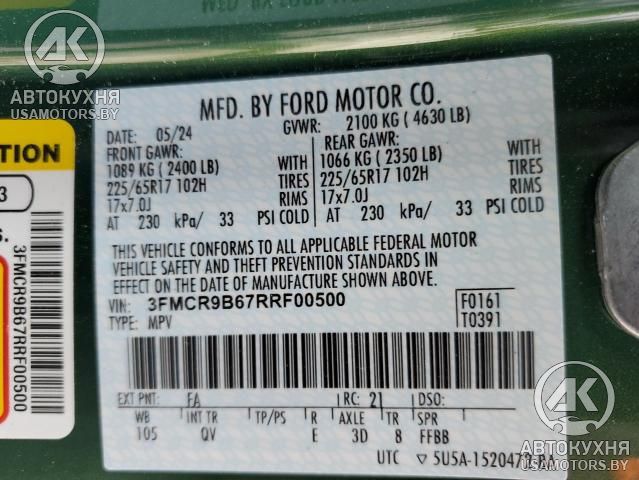 MFD. BY FORD MOTOR CO.
DATE: 05/24 GVWR: 2100 KG ( 4630 LB)
FRONT GAWR: REAR GAWR:
1089 KG ( 2400 LB) WITH 1066 KG ( 2350 LB) WITH
225/65R17 102H TIRES 225/65R17 102H TIRES
17x7.0J RIMS 17x7.0J RIMS
AT 230 kPa/ 33 PSI COLD AT 230 kPa/ 33 PSI COLD
THIS VEHICLE CONFORMS TO ALL APPLICABLE FEDERAL MOTOR
VEHICLE SAFETY AND THEFT PREVENTION STANDARDS IN
EFFECT ON THE DATE OF MANUFACTURE SHOWN ABOVE.
VIN: 3FMCR9B67RRF00500 F0161
TYPE: MPV T0391
EXT PNT: FA RC: 21 DSO:
WB INT TR TP/PS R AXLE TR SPR
105 QV E 3D 8 FFBB
UTC ▽ 5U5A-1520472-BA
TION
3
S.
3FMCR9B67RRF00500
AK
АВТОКУХНЯ
USAMOTORS.BY
AK
АВТОКУХНЯ
USAMOTORS.BY